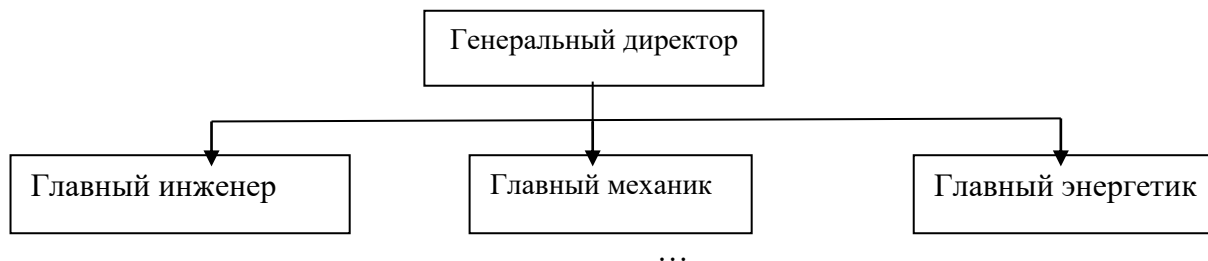 Генеральный директор
Главный инженер
Главный механик
Главный энергетик
…